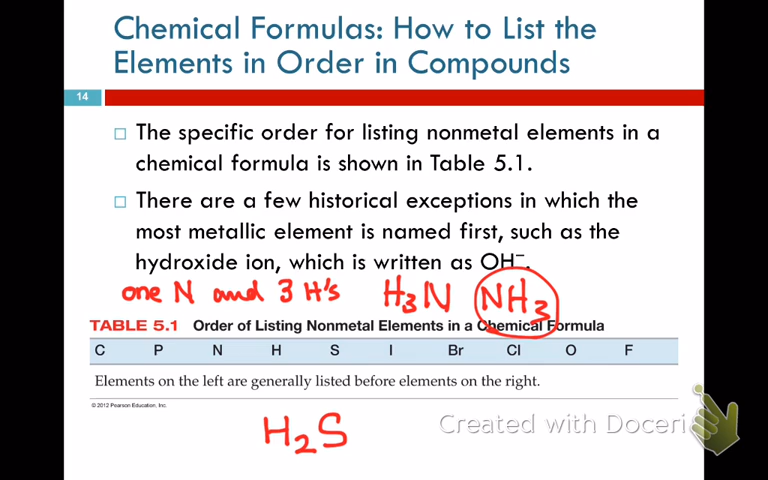 Chemical Formulas: How to List the
Elements in Order in Compounds
14
□ The specific order for listing nonmetal elements in a
chemical formula is shown in Table 5.1.
□ There are a few historical exceptions in which the
most metallic element is named first, such as the
hydroxide ion, which is written as OH⁻.
one N and 3 H's H₃N NH₃
TABLE 5.1 Order of Listing Nonmetal Elements in a Chemical Formula
C P N H S I Br Cl O F
Elements on the left are generally listed before elements on the right.
© 2012 Pearson Education, Inc.
H₂S
Created with Doceri